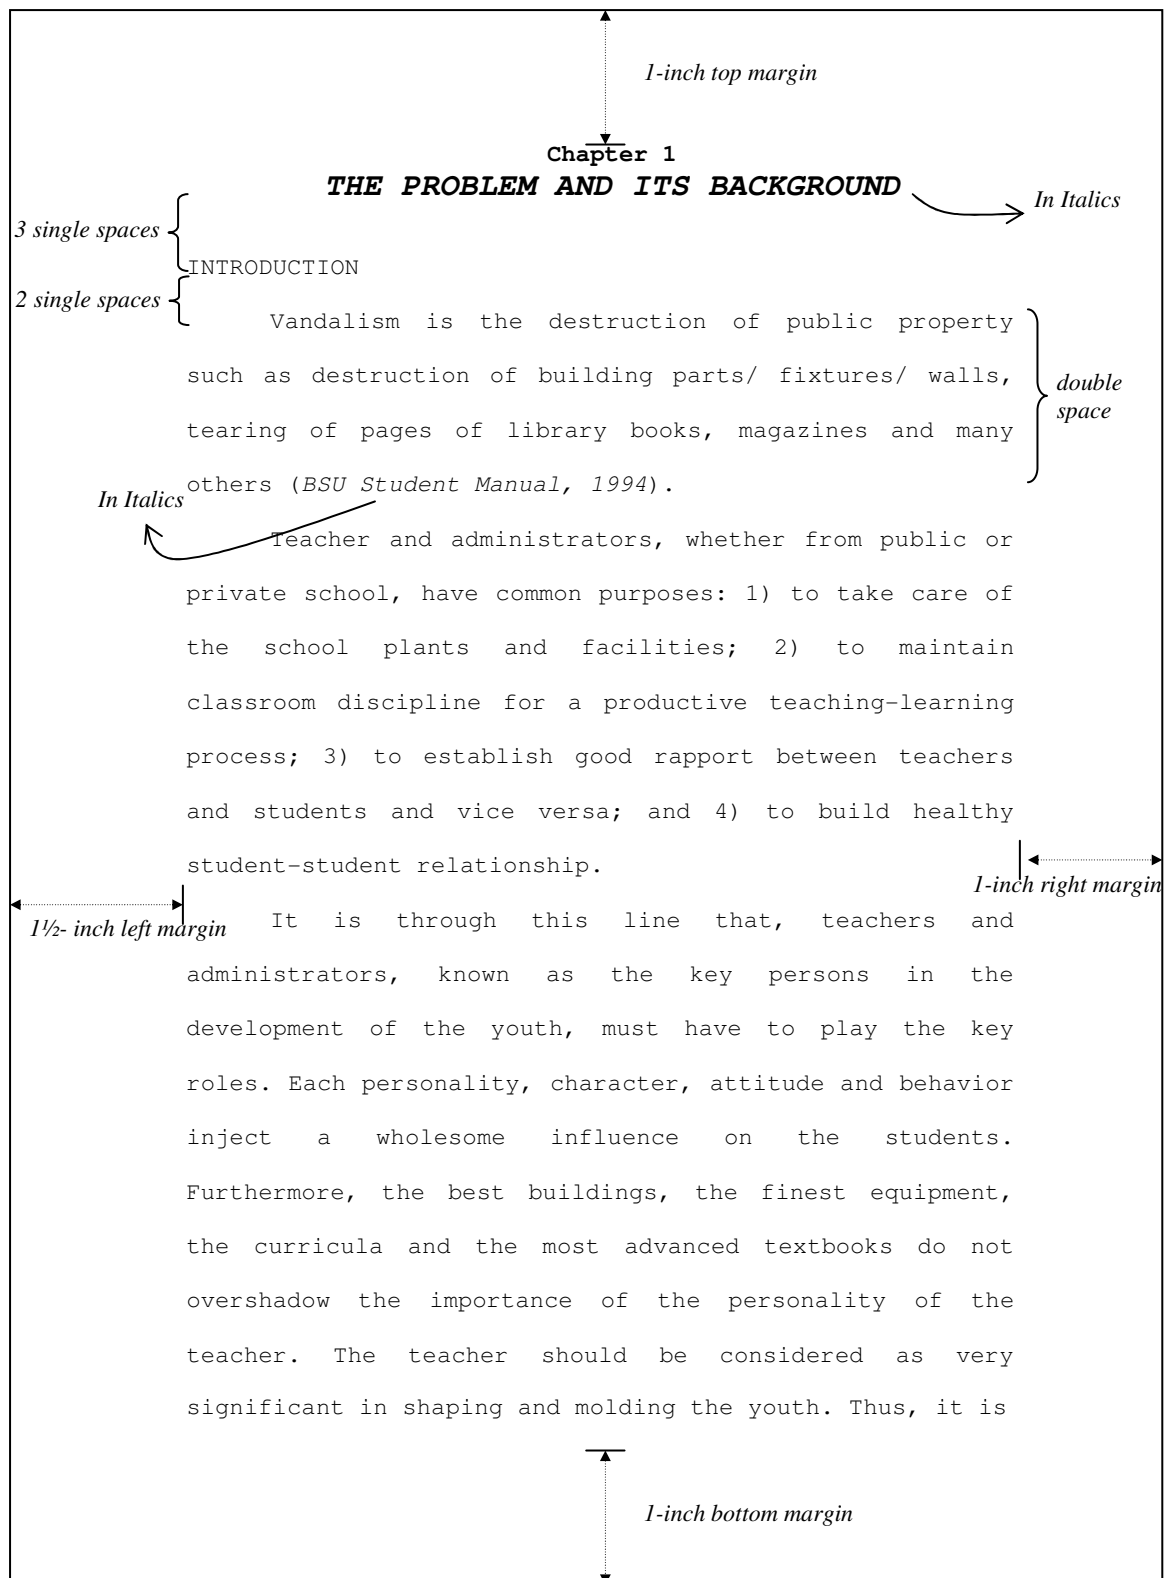 1-inch top margin
Chapter 1
THE PROBLEM AND ITS BACKGROUND
In Italics
3 single spaces
INTRODUCTION
2 single spaces
Vandalism is the destruction of public property
such as destruction of building parts/ fixtures/ walls,
double
space
tearing of pages of library books, magazines and many
others (BSU Student Manual, 1994).
In Italics
Teacher and administrators, whether from public or
private school, have common purposes: 1) to take care of
the school plants and facilities; 2) to maintain
classroom discipline for a productive teaching-learning
process; 3) to establish good rapport between teachers
and students and vice versa; and 4) to build healthy
student-student relationship.
1-inch right margin
1½- inch left margin
It is through this line that, teachers and
administrators, known as the key persons in the
development of the youth, must have to play the key
roles. Each personality, character, attitude and behavior
inject a wholesome influence on the students.
Furthermore, the best buildings, the finest equipment,
the curricula and the most advanced textbooks do not
overshadow the importance of the personality of the
teacher. The teacher should be considered as very
significant in shaping and molding the youth. Thus, it is
1-inch bottom margin